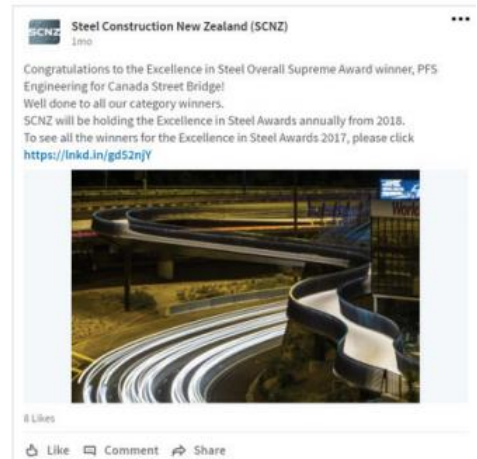 SCNZ
Steel Construction New Zealand (SCNZ)
1mo
Congratulations to the Excellence in Steel Overall Supreme Award winner, PFS
Engineering for Canada Street Bridge!
Well done to all our category winners.
SCNZ will be holding the Excellence in Steel Awards annually from 2018.
To see all the winners for the Excellence in Steel Awards 2017, please click
https://lnkd.in/gd52njY
World
8 Likes
Like Comment Share